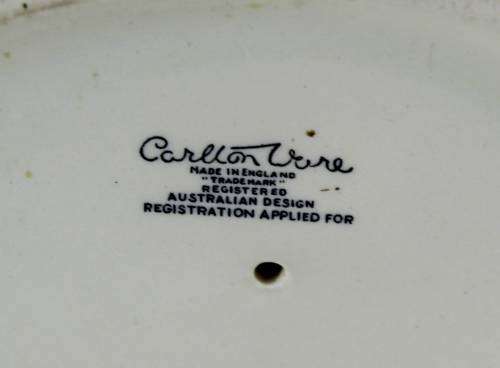 Carlton Ware
MADE IN ENGLAND
"TRADEMARK"
REGISTERED
AUSTRALIAN DESIGN
REGISTRATION APPLIED FOR